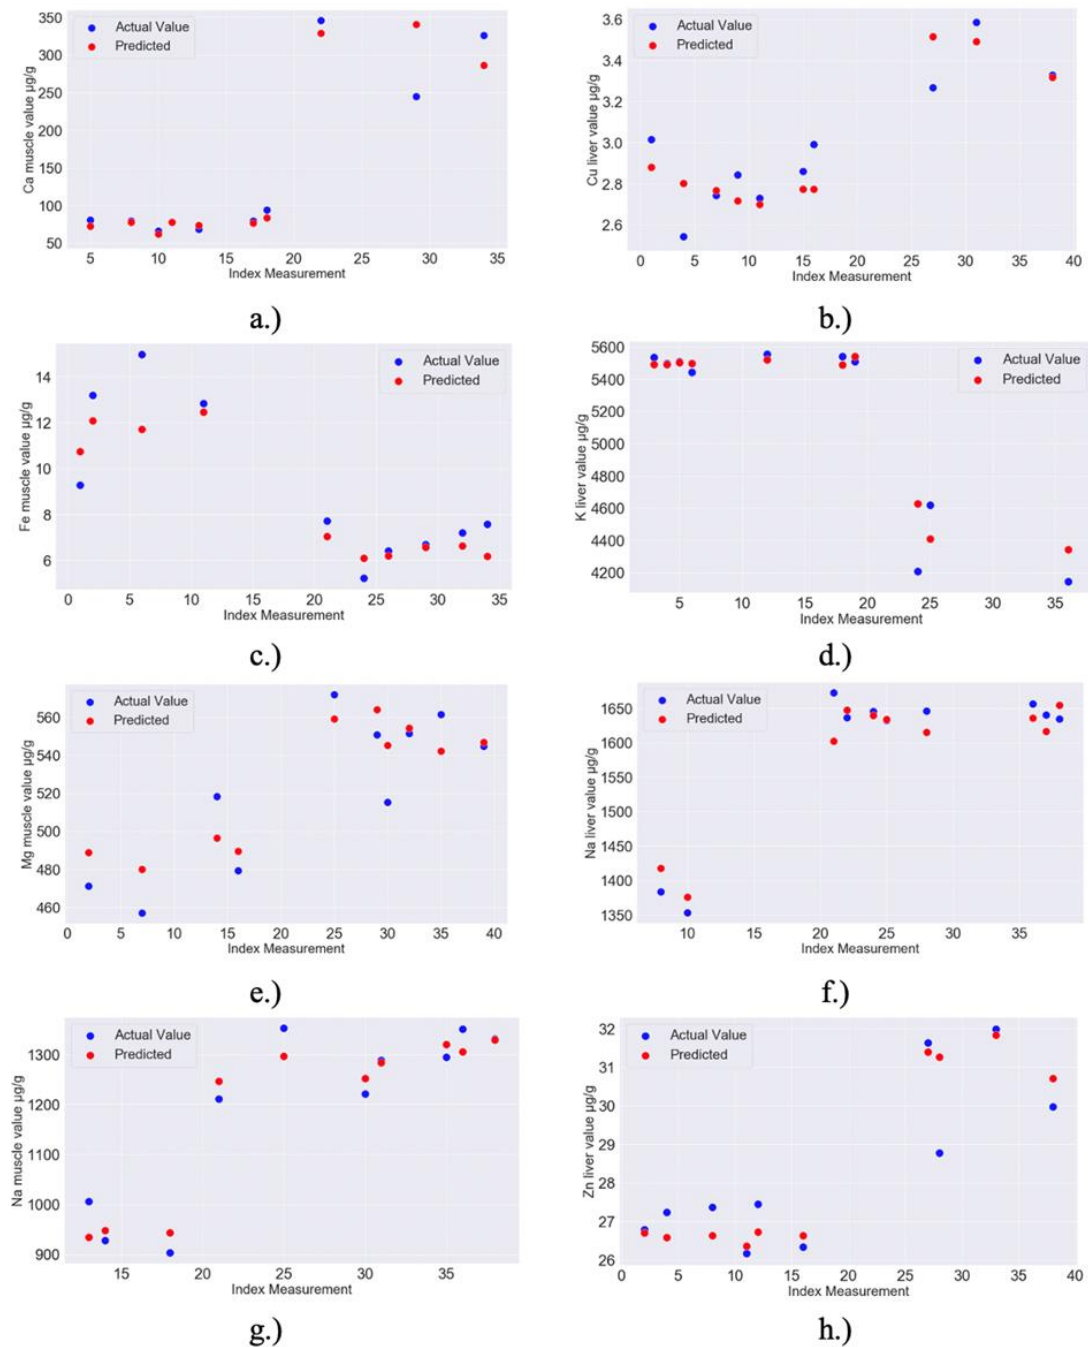 Ca muscle value µg/g
350
300
250
200
150
100
50
Actual Value
Predicted
5 10 15 20 25 30 35
Index Measurement
a.)
Cu liver value µg/g
3.6
3.4
3.2
3.0
2.8
2.6
Actual Value
Predicted
0 5 10 15 20 25 30 35 40
Index Measurement
b.)
Fe muscle value µg/g
14
12
10
8
6
Actual Value
Predicted
0 5 10 15 20 25 30 35
Index Measurement
c.)
K liver value µg/g
5600
5400
5200
5000
4800
4600
4400
4200
Actual Value
Predicted
5 10 15 20 25 30 35
Index Measurement
d.)
Mg muscle value µg/g
560
540
520
500
480
460
Actual Value
Predicted
0 5 10 15 20 25 30 35 40
Index Measurement
e.)
Na liver value µg/g
1650
1600
1550
1500
1450
1400
1350
Actual Value
Predicted
10 15 20 25 30 35
Index Measurement
f.)
Na muscle value µg/g
1300
1200
1100
1000
900
Actual Value
Predicted
15 20 25 30 35
Index Measurement
g.)
Zn liver value µg/g
32
31
30
29
28
27
26
Actual Value
Predicted
0 5 10 15 20 25 30 35 40
Index Measurement
h.)